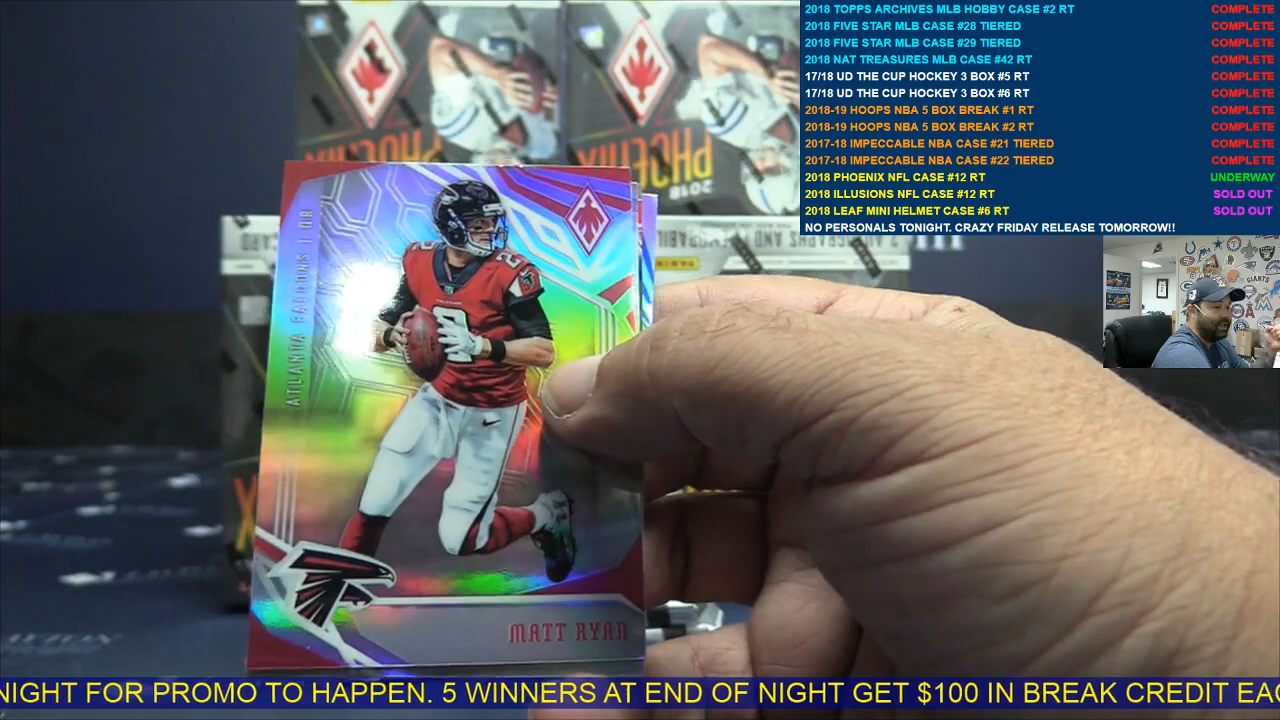 2018 TOPPS ARCHIVES MLB HOBBY CASE #2 RT COMPLETE
2018 FIVE STAR MLB CASE #28 TIERED COMPLETE
2018 FIVE STAR MLB CASE #29 TIERED COMPLETE
2018 NAT TREASURES MLB CASE #42 RT COMPLETE
17/18 UD THE CUP HOCKEY 3 BOX #5 RT COMPLETE
17/18 UD THE CUP HOCKEY 3 BOX #6 RT COMPLETE
2018-19 HOOPS NBA 5 BOX BREAK #1 RT COMPLETE
2018-19 HOOPS NBA 5 BOX BREAK #2 RT COMPLETE
2017-18 IMPECCABLE NBA CASE #21 TIERED COMPLETE
2017-18 IMPECCABLE NBA CASE #22 TIERED COMPLETE
2018 PHOENIX NFL CASE #12 RT UNDERWAY
2018 ILLUSIONS NFL CASE #12 RT SOLD OUT
2018 LEAF MINI HELMET CASE #6 RT SOLD OUT
NO PERSONALS TONIGHT. CRAZY FRIDAY RELEASE TOMORROW!!
PHOENIX
PHOENIX
2018
ATLANTA FALCONS | QB
MATT RYAN
NIGHT FOR PROMO TO HAPPEN. 5 WINNERS AT END OF NIGHT GET $100 IN BREAK CREDIT EAC